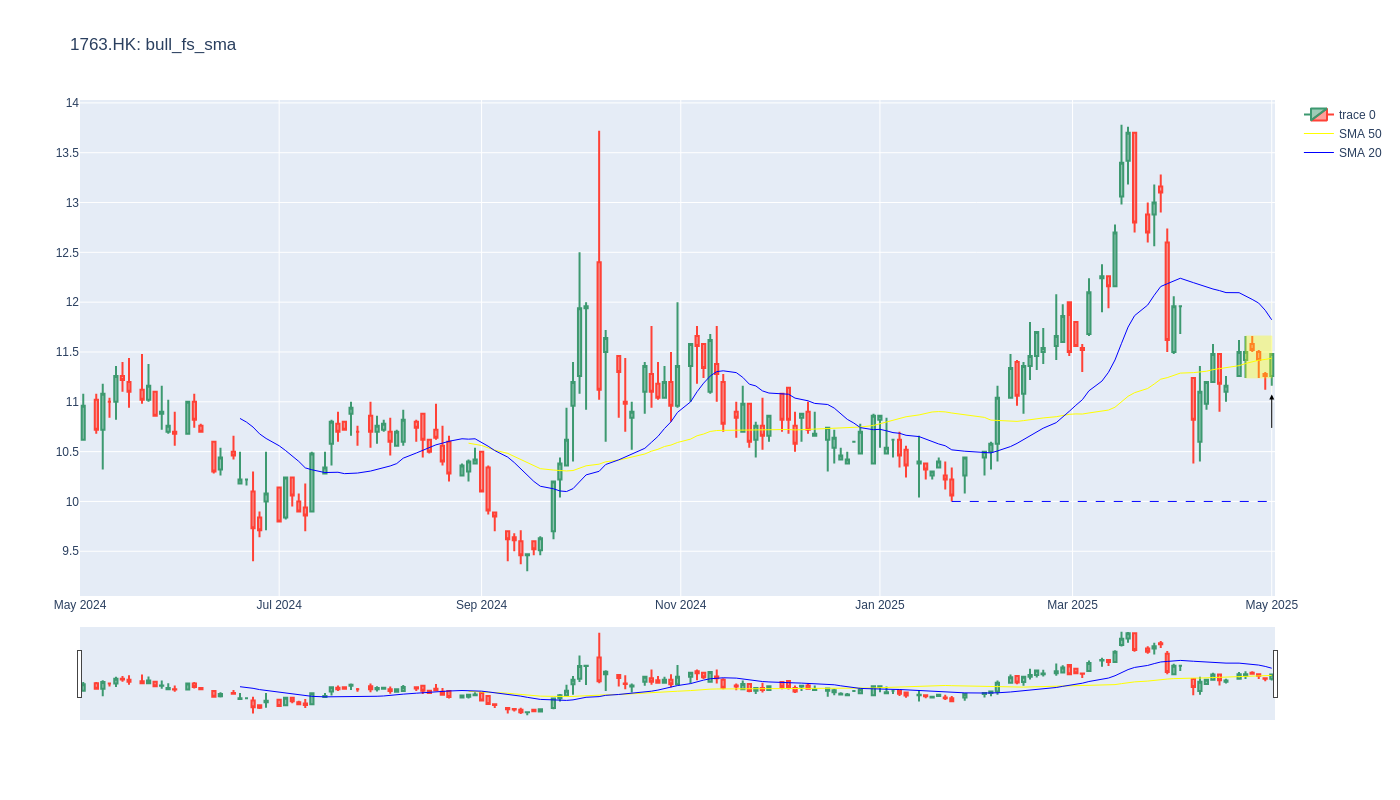 1763.HK: bull_fs_sma
14
13.5
13
12.5
12
11.5
11
10.5
10
9.5
May 2024
Jul 2024
Sep 2024
Nov 2024
Jan 2025
Mar 2025
May 2025
trace 0
SMA 50
SMA 20